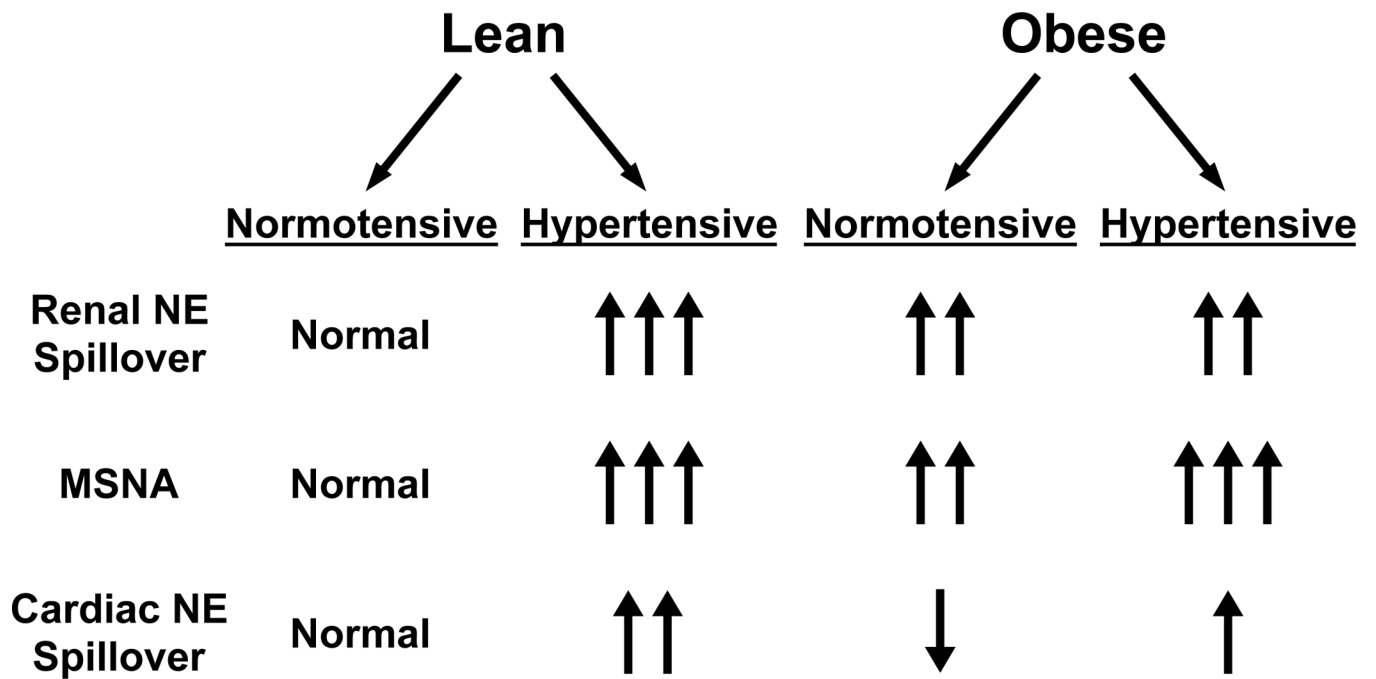 Lean Obese
Normotensive Hypertensive Normotensive Hypertensive
Renal NE
Spillover
Normal
MSNA Normal
Cardiac NE
Spillover
Normal